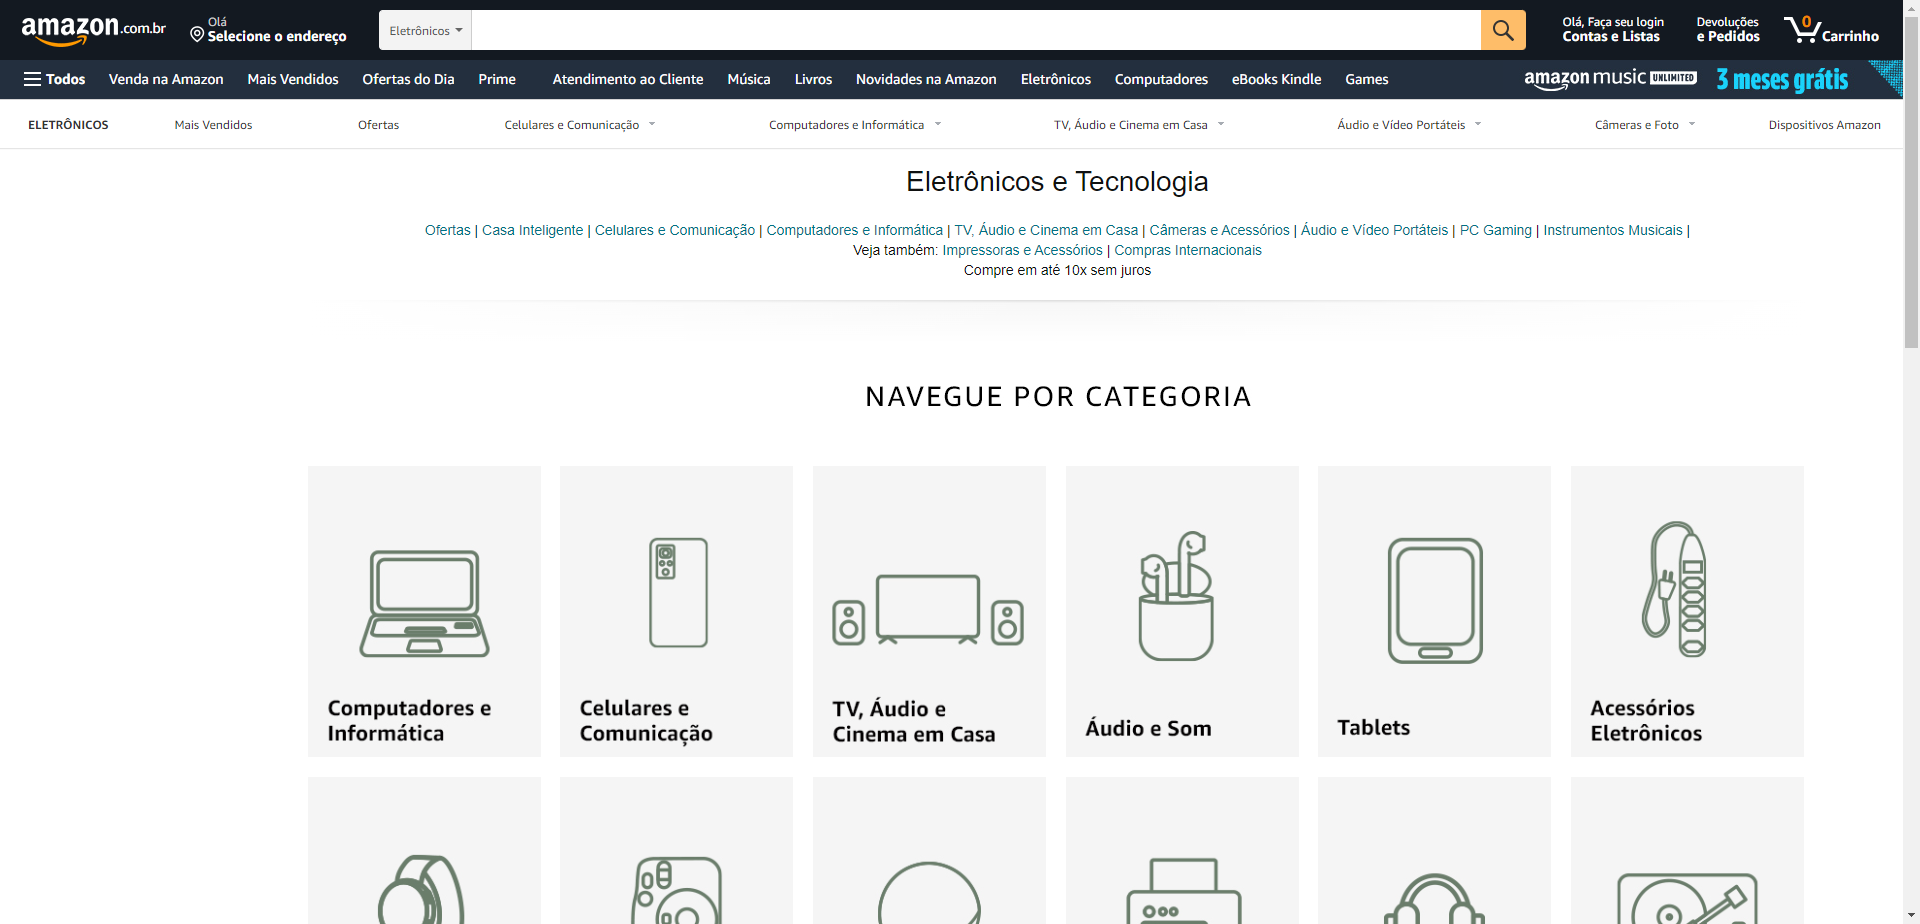 amazon.com.br
Olá
Selecione o endereço
Eletrônicos
Olá, Faça seu login
Contas e Listas
Devoluções
e Pedidos
0
Carrinho
Todos
Venda na Amazon
Mais Vendidos
Ofertas do Dia
Prime
Atendimento ao Cliente
Música
Livros
Novidades na Amazon
Eletrônicos
Computadores
eBooks Kindle
Games
amazon music UNLIMITED
3 meses grátis
ELETRÔNICOS
Mais Vendidos
Ofertas
Celulares e Comunicação
Computadores e Informática
TV, Áudio e Cinema em Casa
Áudio e Vídeo Portáteis
Câmeras e Foto
Dispositivos Amazon
Eletrônicos e Tecnologia
Ofertas | Casa Inteligente | Celulares e Comunicação | Computadores e Informática | TV, Áudio e Cinema em Casa | Câmeras e Acessórios | Áudio e Vídeo Portáteis | PC Gaming | Instrumentos Musicais |
Veja também: Impressoras e Acessórios | Compras Internacionais
Compre em até 10x sem juros
NAVEGUE POR CATEGORIA
Computadores e
Informática
Celulares e
Comunicação
TV, Áudio e
Cinema em Casa
Áudio e Som
Tablets
Acessórios
Eletrônicos